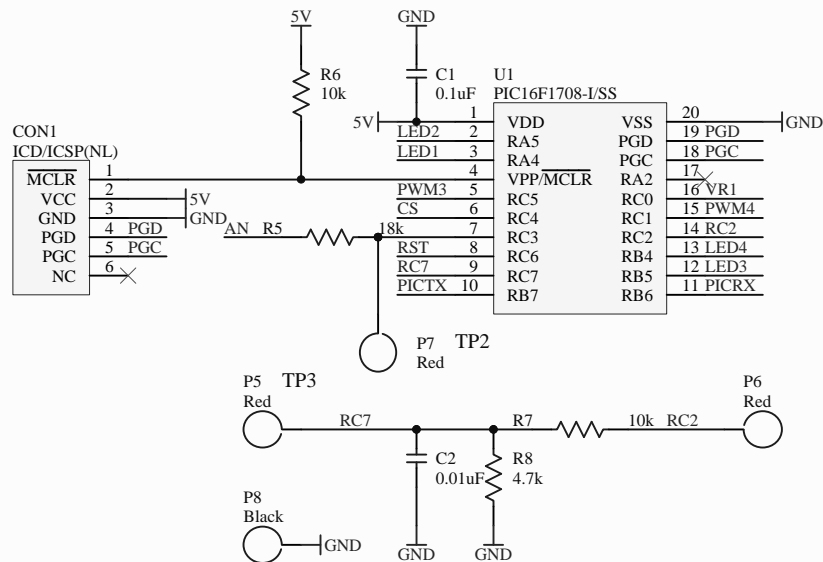 5V
GND
R6
10k
C1
0.1uF
U1
PIC16F1708-I/SS
CON1
ICD/ICSP(NL)
5V
1 VDD VSS 20 GND
LED2 2 RA5 PGD 19 PGD
LED1 3 RA4 PGC 18 PGC
4 VPP/MCLR RA2 17
PWM3 5 RC5 RC0 16 VR1
CS 6 RC4 RC1 15 PWM4
AN R5 18k 7 RC3 RC2 14 RC2
RST 8 RC6 RB4 13 LED4
RC7 9 RC7 RB5 12 LED3
PICTX 10 RB7 RB6 11 PICRX
MCLR 1
VCC 2 5V
GND 3 GND
PGD 4 PGD
PGC 5 PGC
NC 6
P7
Red
TP2
P5
Red
TP3
P6
Red
RC7
R7
10k
RC2
C2
0.01uF
R8
4.7k
P8
Black
GND
GND
GND